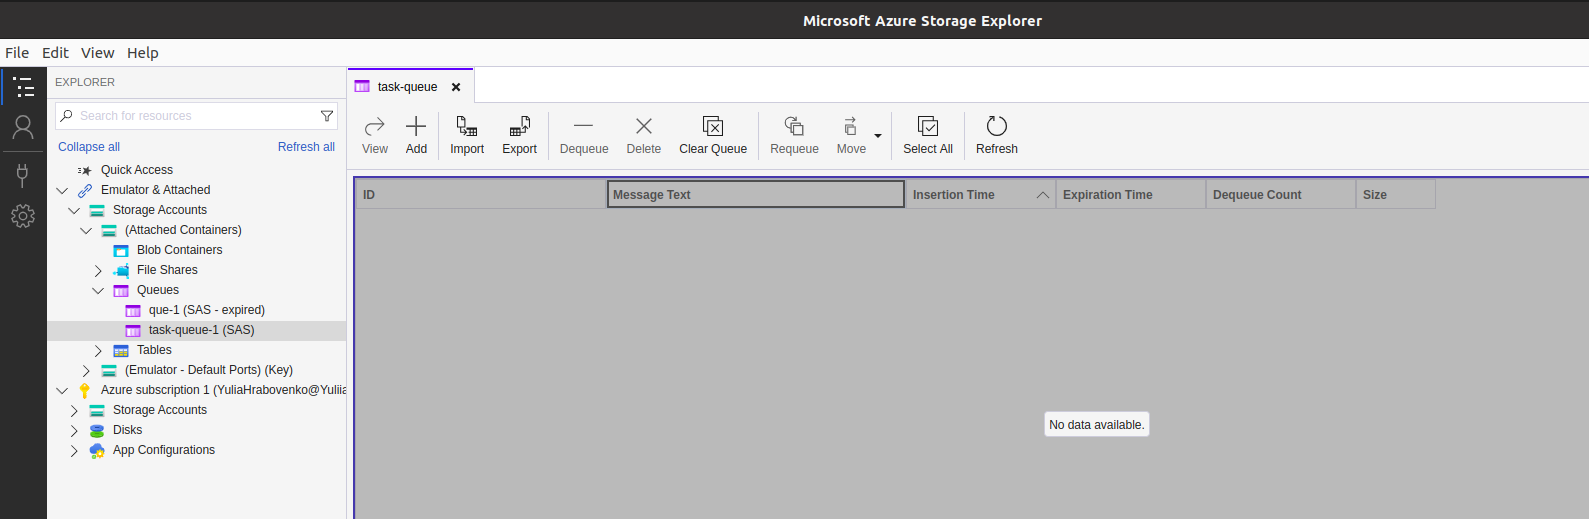 Microsoft Azure Storage Explorer
File Edit View Help
EXPLORER
Search for resources
Collapse all Refresh all
Quick Access
Emulator & Attached
Storage Accounts
(Attached Containers)
Blob Containers
File Shares
Queues
que-1 (SAS - expired)
task-queue-1 (SAS)
Tables
(Emulator - Default Ports) (Key)
Azure subscription 1 (YuliaHrabovenko@Yuliia
Storage Accounts
Disks
App Configurations
task-queue
View Add Import Export Dequeue Delete Clear Queue Requeue Move Select All Refresh
ID Message Text Insertion Time Expiration Time Dequeue Count Size
No data available.